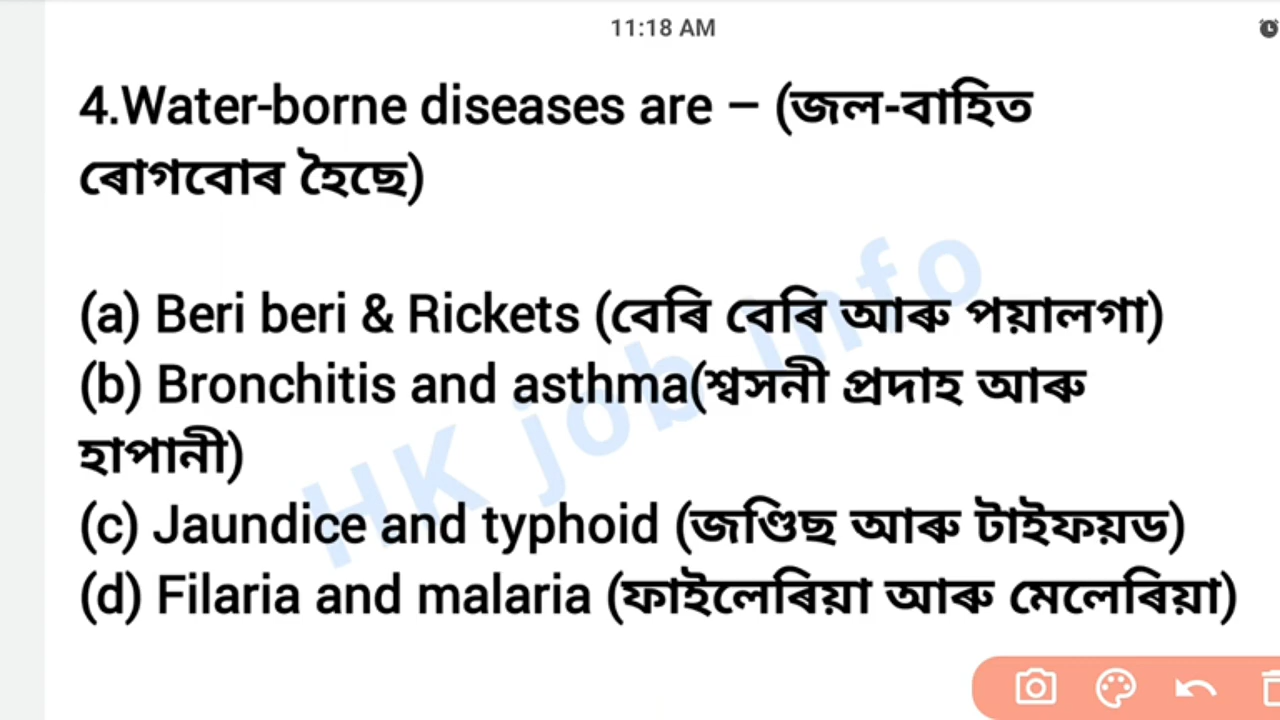 11:18 AM
4.Water-borne diseases are – (জল-বাহিত
ৰোগবোৰ হৈছে)
(a) Beri beri & Rickets (বেৰি বেৰি আৰু পয়ালগা)
(b) Bronchitis and asthma(শ্বসনী প্ৰদাহ আৰু
হাপানী)
(c) Jaundice and typhoid (জণ্ডিছ আৰু টাইফয়ড)
(d) Filaria and malaria (ফাইলেৰিয়া আৰু মেলেৰিয়া)
HK job info